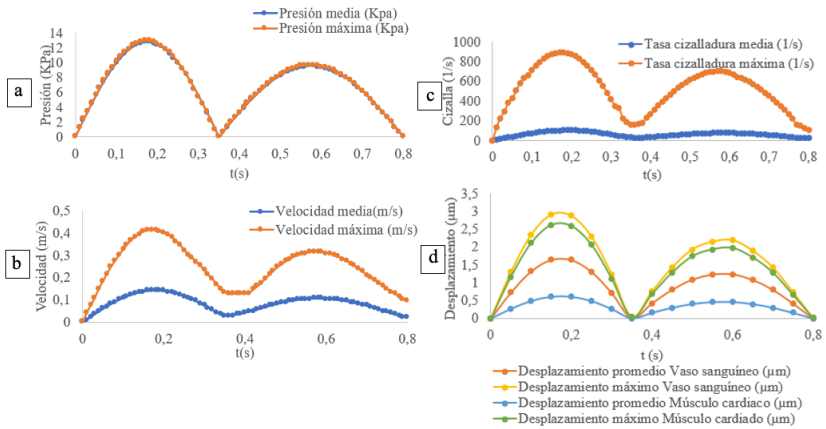 a
Presión (KPa)
14
12
10
8
6
4
2
0
Presión media (Kpa)
Presión máxima (Kpa)
0
0,1
0,2
0,3
0,4
0,5
0,6
0,7
0,8
t(s)
c
Cizalla (1/s)
1000
800
600
400
200
0
Tasa cizalladura media (1/s)
Tasa cizalladura máxima (1/s)
0
0,1
0,2
0,3
0,4
0,5
0,6
0,7
0,8
t(s)
b
Velocidad (m/s)
0,5
0,4
0,3
0,2
0,1
0
Velocidad media(m/s)
Velocidad máxima (m/s)
0
0,2
0,4
0,6
0,8
t(s)
d
Desplazamiento (µm)
3,5
3
2,5
2
1,5
1
0,5
0
0
0,2
0,4
0,6
0,8
t (s)
Desplazamiento promedio Vaso sanguíneo (µm)
Desplazamiento máximo Vaso sanguíneo (µm)
Desplazamiento promedio Músculo cardiaco (µm)
Desplazamiento máximo Músculo cardiado (µm)